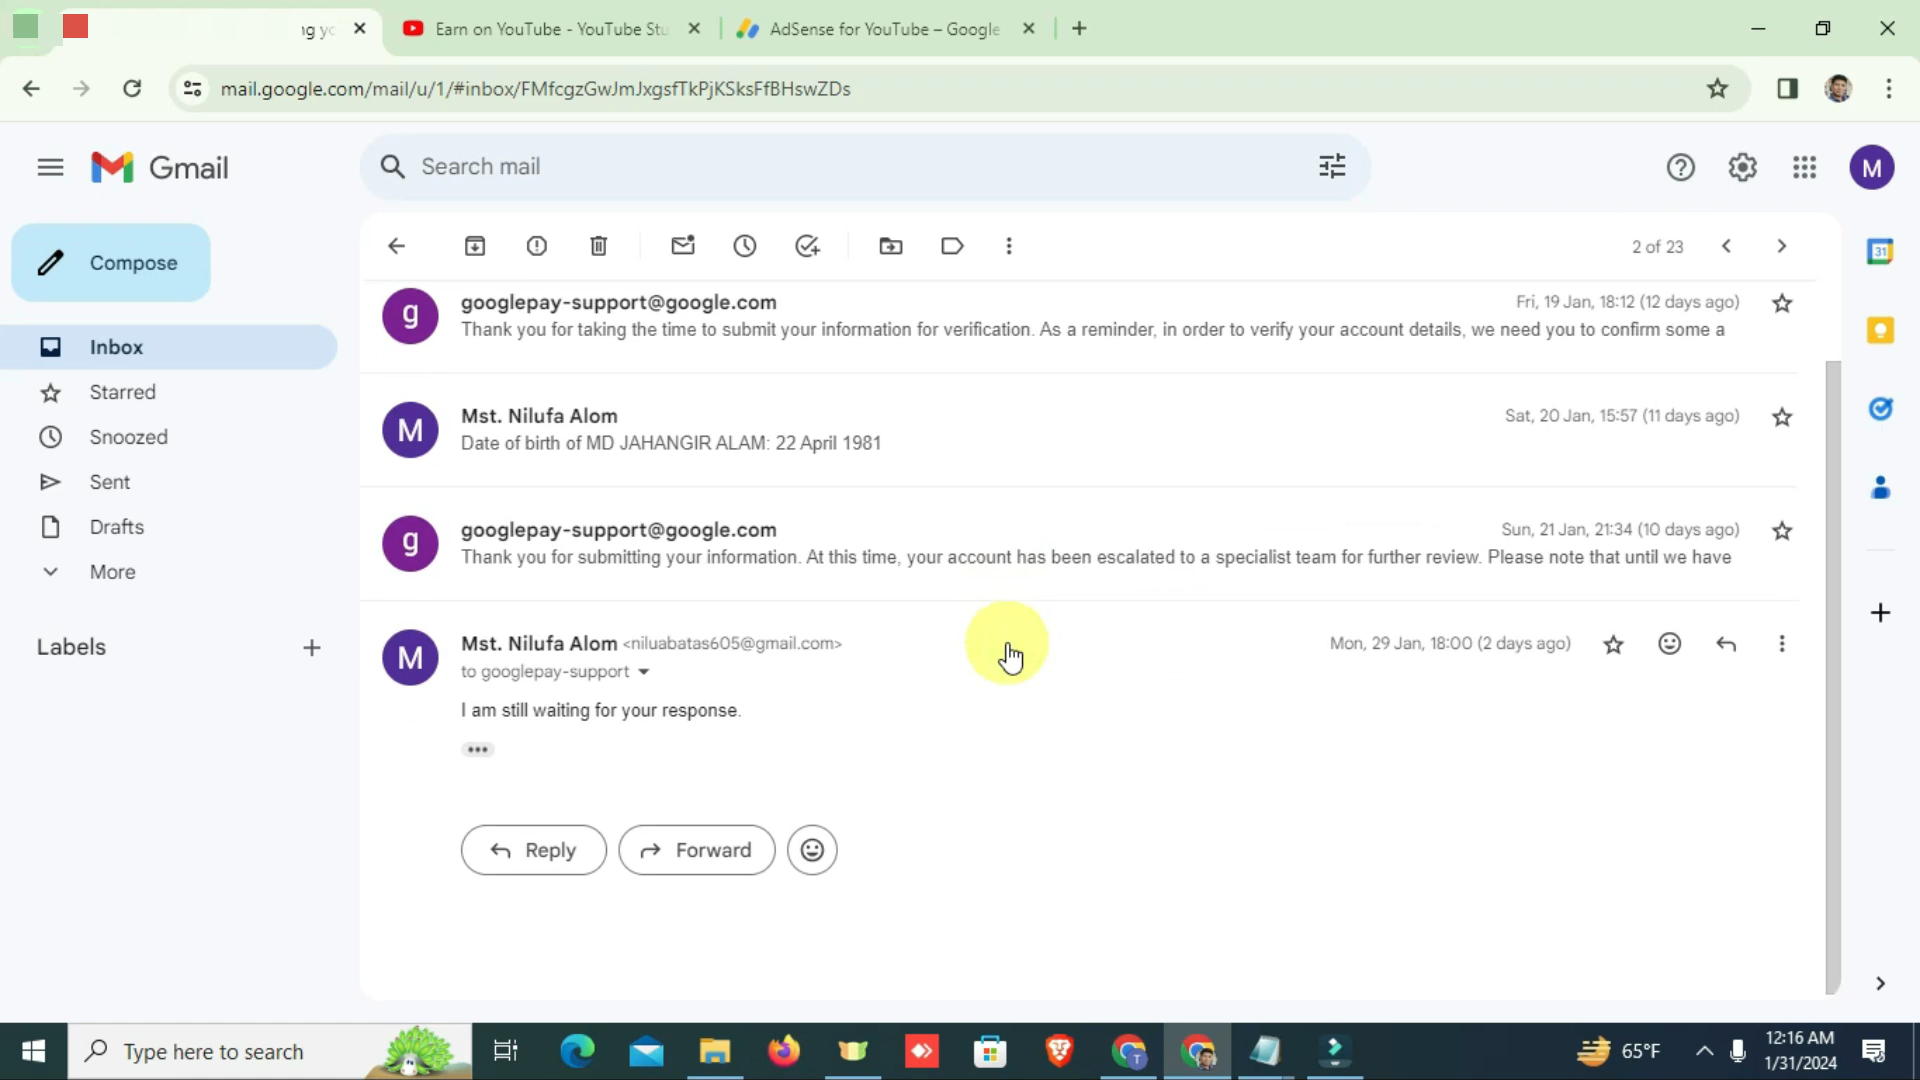 ng yo
Earn on YouTube - YouTube Stu
AdSense for YouTube – Google
mail.google.com/mail/u/1/#inbox/FMfcgzGwJmJxgsfTkPjKSksFfBHswZDs
Gmail
Search mail
M
Compose
2 of 23
31
Inbox
Starred
Snoozed
Sent
Drafts
More
Labels
g
googlepay-support@google.com
Fri, 19 Jan, 18:12 (12 days ago)
Thank you for taking the time to submit your information for verification. As a reminder, in order to verify your account details, we need you to confirm some a
M
Mst. Nilufa Alom
Sat, 20 Jan, 15:57 (11 days ago)
Date of birth of MD JAHANGIR ALAM: 22 April 1981
g
googlepay-support@google.com
Sun, 21 Jan, 21:34 (10 days ago)
Thank you for submitting your information. At this time, your account has been escalated to a specialist team for further review. Please note that until we have
M
Mst. Nilufa Alom <niluabatas605@gmail.com>
Mon, 29 Jan, 18:00 (2 days ago)
to googlepay-support
I am still waiting for your response.
Reply
Forward
Type here to search
T
65°F
12:16 AM
1/31/2024